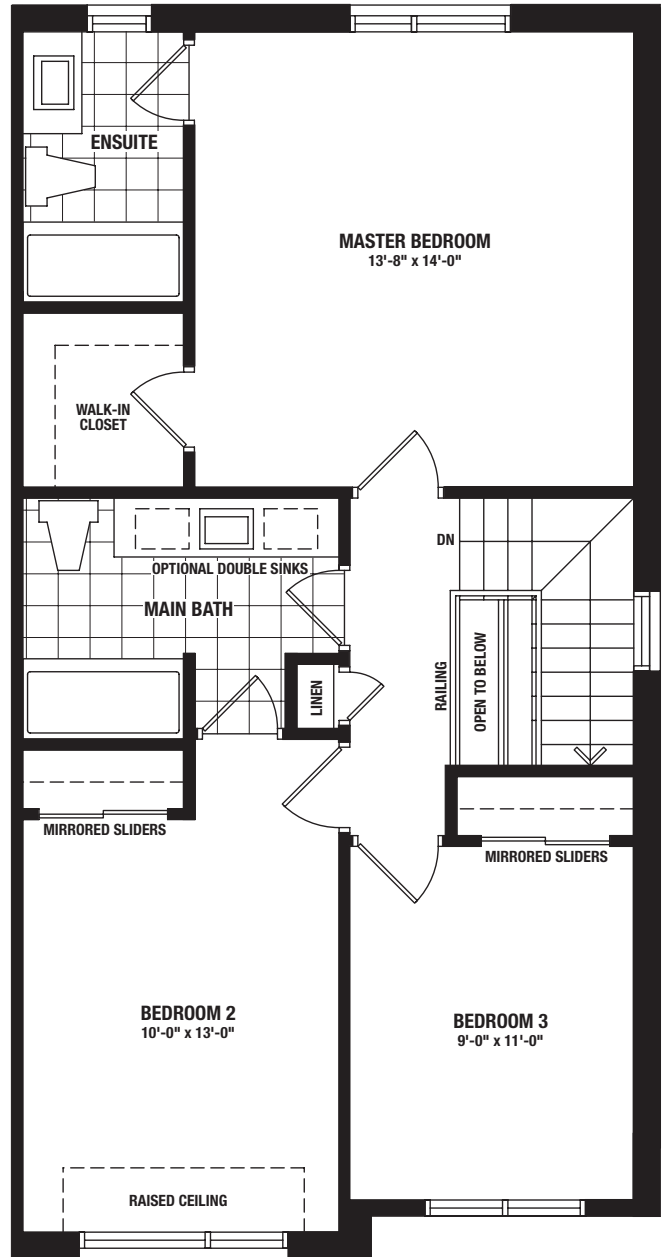 ENSUITE
MASTER BEDROOM
13'-8" x 14'-0"
WALK-IN
CLOSET
DN
OPTIONAL DOUBLE SINKS
MAIN BATH
LINEN
RAILING
OPEN TO BELOW
MIRRORED SLIDERS
MIRRORED SLIDERS
BEDROOM 2
10'-0" x 13'-0"
BEDROOM 3
9'-0" x 11'-0"
RAISED CEILING